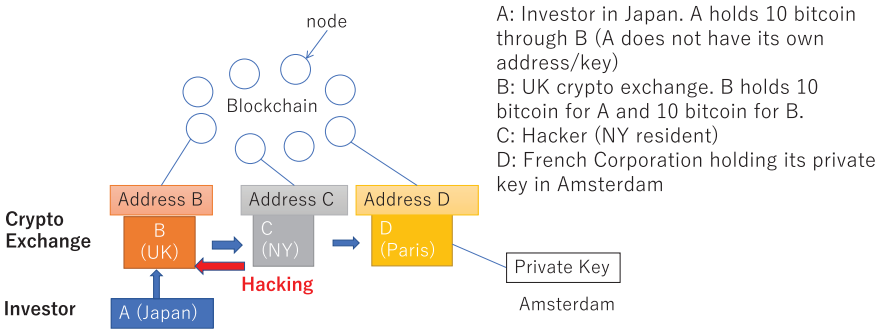 node
Blockchain
A: Investor in Japan. A holds 10 bitcoin
through B (A does not have its own
address/key)
B: UK crypto exchange. B holds 10
bitcoin for A and 10 bitcoin for B.
C: Hacker (NY resident)
D: French Corporation holding its private
key in Amsterdam
Address B
Address C
Address D
Crypto
Exchange
B
(UK)
C
(NY)
D
(Paris)
Hacking
Private Key
Amsterdam
Investor
A (Japan)